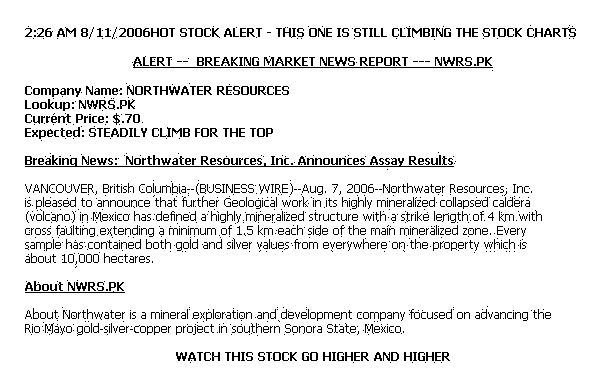 2:26 AM 8/11/2006HOT STOCK ALERT - THIS ONE IS STILL CLIMBING THE STOCK CHARTS
ALERT -- BREAKING MARKET NEWS REPORT --- NWRS.PK
Company Name: NORTHWATER RESOURCES
Lookup: NWRS.PK
Current Price: $.70
Expected: STEADILY CLIMB FOR THE TOP
Breaking News: Northwater Resources, Inc. Announces Assay Results
VANCOUVER, British Columbia--(BUSINESS WIRE)--Aug. 7, 2006--Northwater Resources, Inc.
is pleased to announce that further Geological work in its highly mineralized collapsed caldera
(volcano) in Mexico has defined a highly mineralized structure with a strike length of 4 km with
cross faulting extending a minimum of 1.5 km each side of the main mineralized zone. Every
sample has contained both gold and silver values from everywhere on the property which is
about 10,000 hectares.
About NWRS.PK
About Northwater is a mineral exploration and development company focused on advancing the
Rio Mayo gold-silver-copper project in southern Sonora State, Mexico.
WATCH THIS STOCK GO HIGHER AND HIGHER